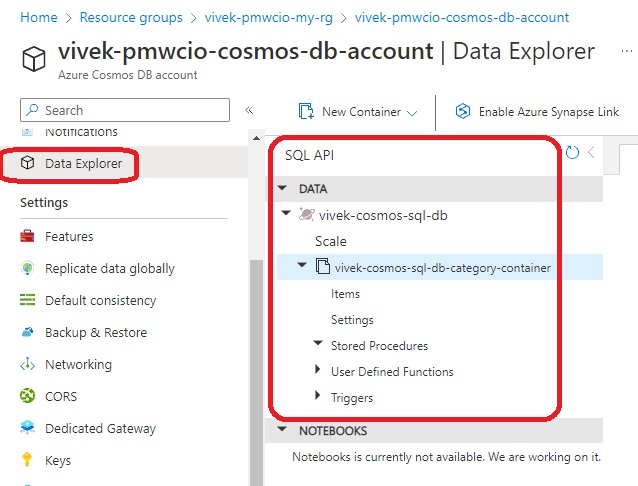 Home > Resource groups > vivek-pmwcio-my-rg > vivek-pmwcio-cosmos-db-account
vivek-pmwcio-cosmos-db-account | Data Explorer ...
Azure Cosmos DB account
Search «
New Container
Enable Azure Synapse Link
Notifications
Data Explorer
Settings
Features
Replicate data globally
Default consistency
Backup & Restore
Networking
CORS
Dedicated Gateway
Keys
SQL API
DATA
vivek-cosmos-sql-db
Scale
vivek-cosmos-sql-db-category-container
Items
Settings
Stored Procedures
User Defined Functions
Triggers
NOTEBOOKS
Notebooks is currently not available. We are working on it.